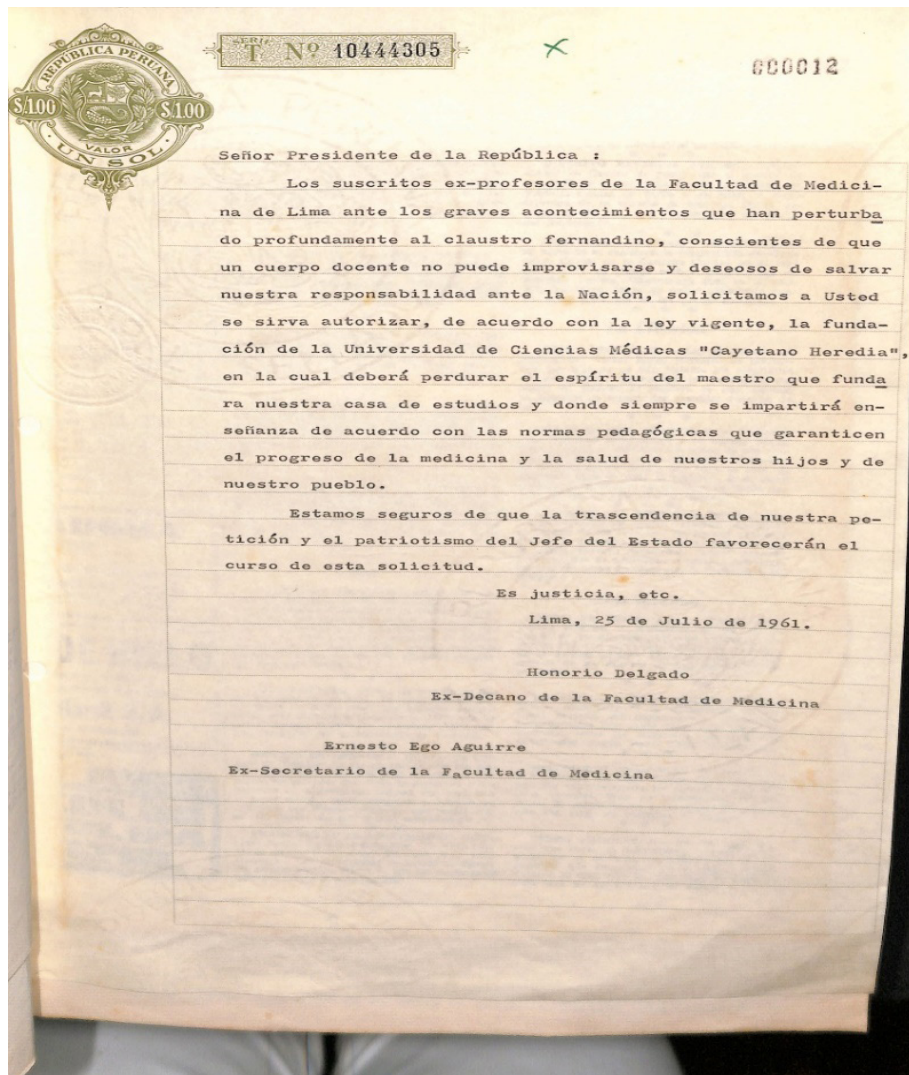 REPÚBLICA PERUANA
S/.1.00 S/.1.00
VALOR
UN SOL
SERIE
T Nº 10444305
000012
Señor Presidente de la República :
Los suscritos ex-profesores de la Facultad de Medici-
na de Lima ante los graves acontecimientos que han perturba
do profundamente al claustro fernandino, conscientes de que
un cuerpo docente no puede improvisarse y deseosos de salvar
nuestra responsabilidad ante la Nación, solicitamos a Usted
se sirva autorizar, de acuerdo con la ley vigente, la funda-
ción de la Universidad de Ciencias Médicas "Cayetano Heredia",
en la cual deberá perdurar el espíritu del maestro que funda
ra nuestra casa de estudios y donde siempre se impartirá en-
señanza de acuerdo con las normas pedagógicas que garanticen
el progreso de la medicina y la salud de nuestros hijos y de
nuestro pueblo.
Estamos seguros de que la trascendencia de nuestra pe-
tición y el patriotismo del Jefe del Estado favorecerán el
curso de esta solicitud.
Es justicia, etc.
Lima, 25 de Julio de 1961.
Honorio Delgado
Ex-Decano de la Facultad de Medicina
Ernesto Ego Aguirre
Ex-Secretario de la Facultad de Medicina